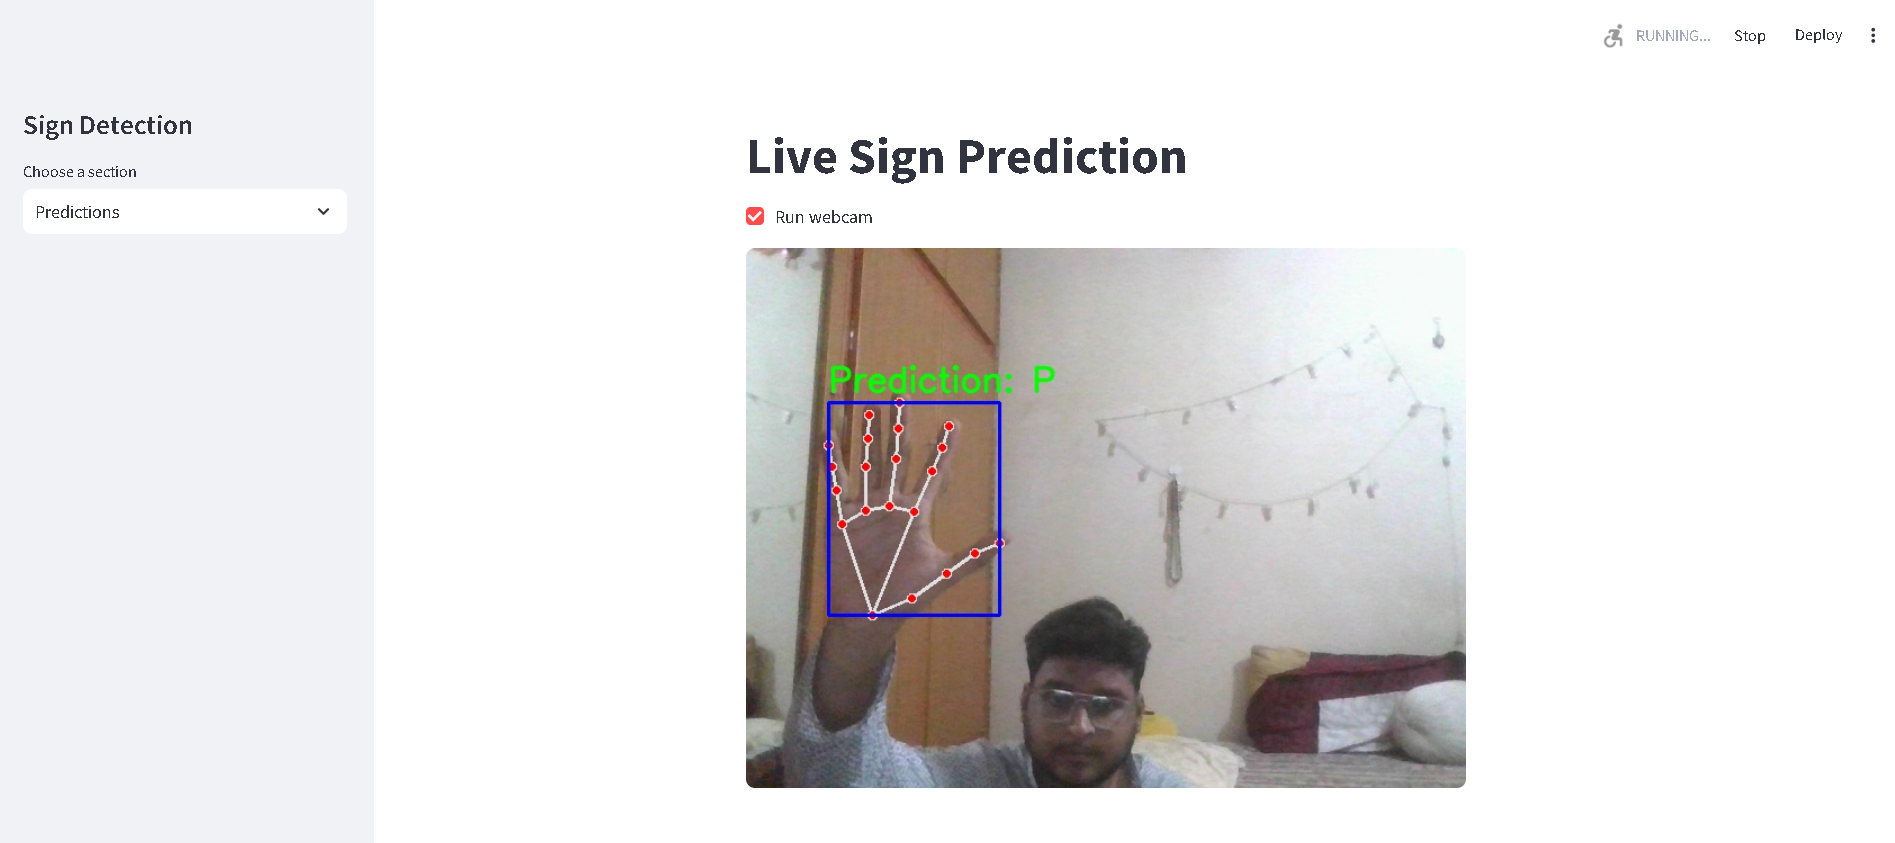 RUNNING...
Stop
Deploy
Sign Detection
Choose a section
Predictions
Live Sign Prediction
Run webcam
Prediction: P